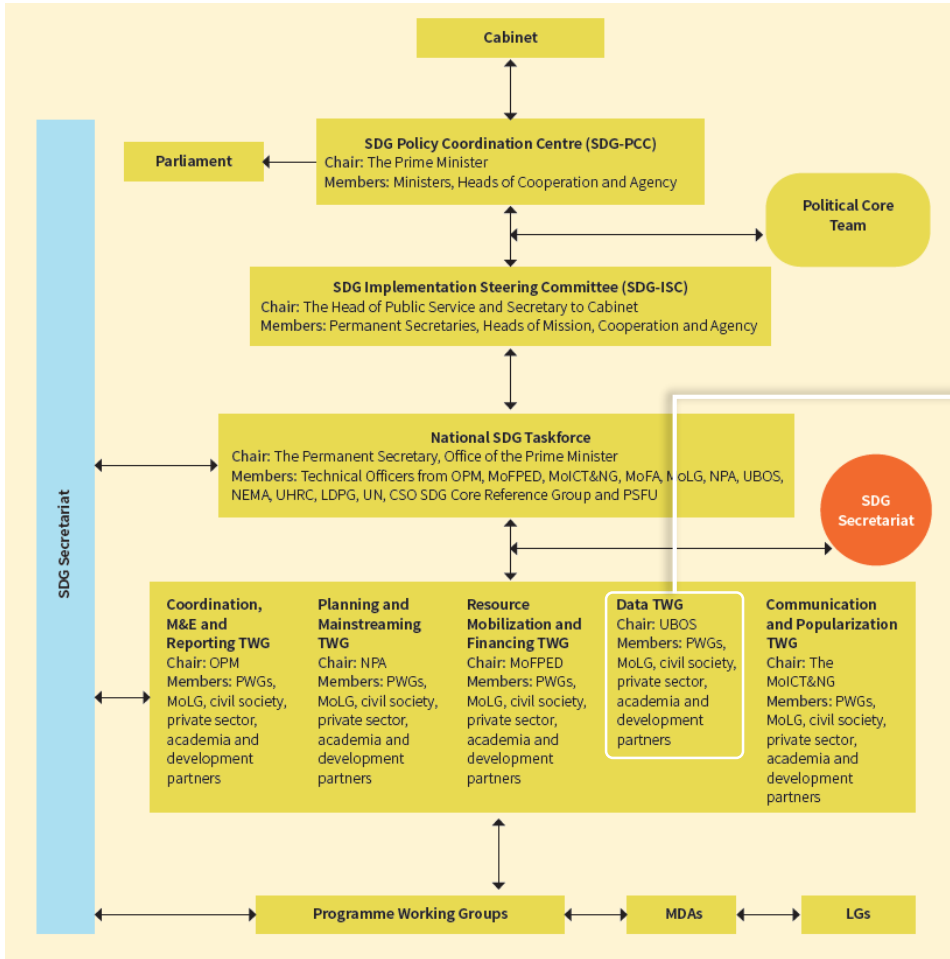 Cabinet
SDG Policy Coordination Centre (SDG-PCC)
Chair: The Prime Minister
Members: Ministers, Heads of Cooperation and Agency
Parliament
Political Core
Team
SDG Implementation Steering Committee (SDG-ISC)
Chair: The Head of Public Service and Secretary to Cabinet
Members: Permanent Secretaries, Heads of Mission, Cooperation and Agency
National SDG Taskforce
Chair: The Permanent Secretary, Office of the Prime Minister
Members: Technical Officers from OPM, MoFPED, MoICT&NG, MoFA, MoLG, NPA, UBOS,
NEMA, UHRC, LDPG, UN, CSO SDG Core Reference Group and PSFU
SDG
Secretariat
SDG Secretariat
Coordination,
M&E and
Reporting TWG
Chair: OPM
Members: PWGs,
MoLG, civil society,
private sector,
academia and
development
partners
Planning and
Mainstreaming
TWG
Chair: NPA
Members: PWGs,
MoLG, civil society,
private sector,
academia and
development
partners
Resource
Mobilization and
Financing TWG
Chair: MoFPED
Members: PWGs,
MoLG, civil society,
private sector,
academia and
development
partners
Data TWG
Chair: UBOS
Members: PWGs,
MoLG, civil society,
private sector,
academia and
development
partners
Communication
and Popularization
TWG
Chair: The
MoICT&NG
Members: PWGs,
MoLG, civil society,
private sector,
academia and
development
partners
Programme Working Groups
MDAs
LGs